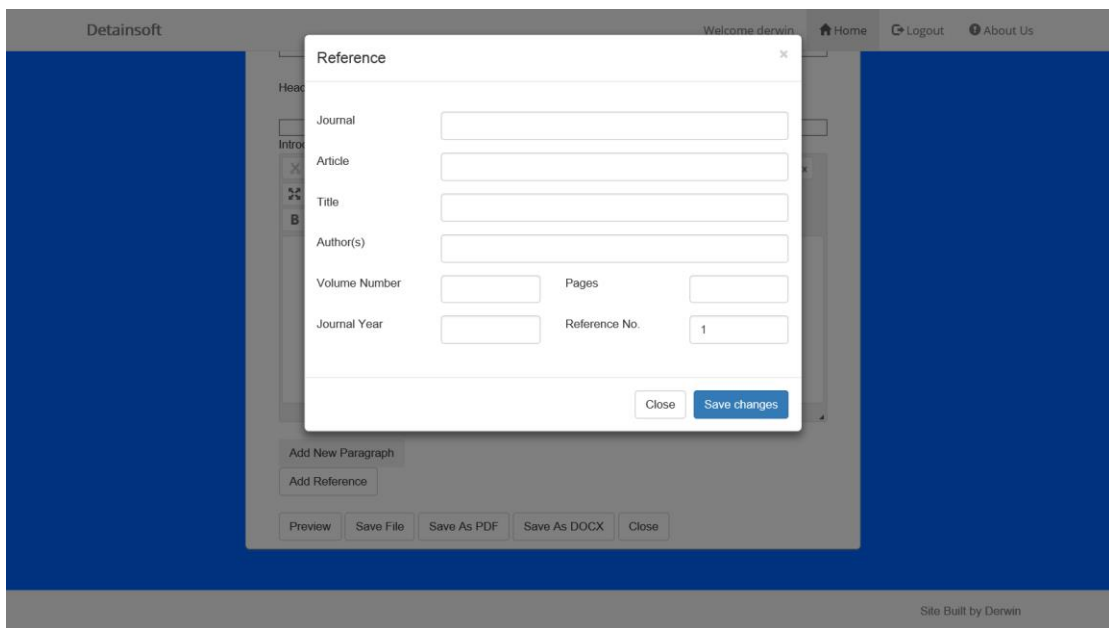 Detainsoft Welcome derwin Home Logout About Us
Reference ×
Head
Journal
Introd
Article
Title
B
Author(s)
Volume Number Pages
Journal Year Reference No. 1
Close Save changes
Add New Paragraph
Add Reference
Preview Save File Save As PDF Save As DOCX Close
Site Built by Derwin